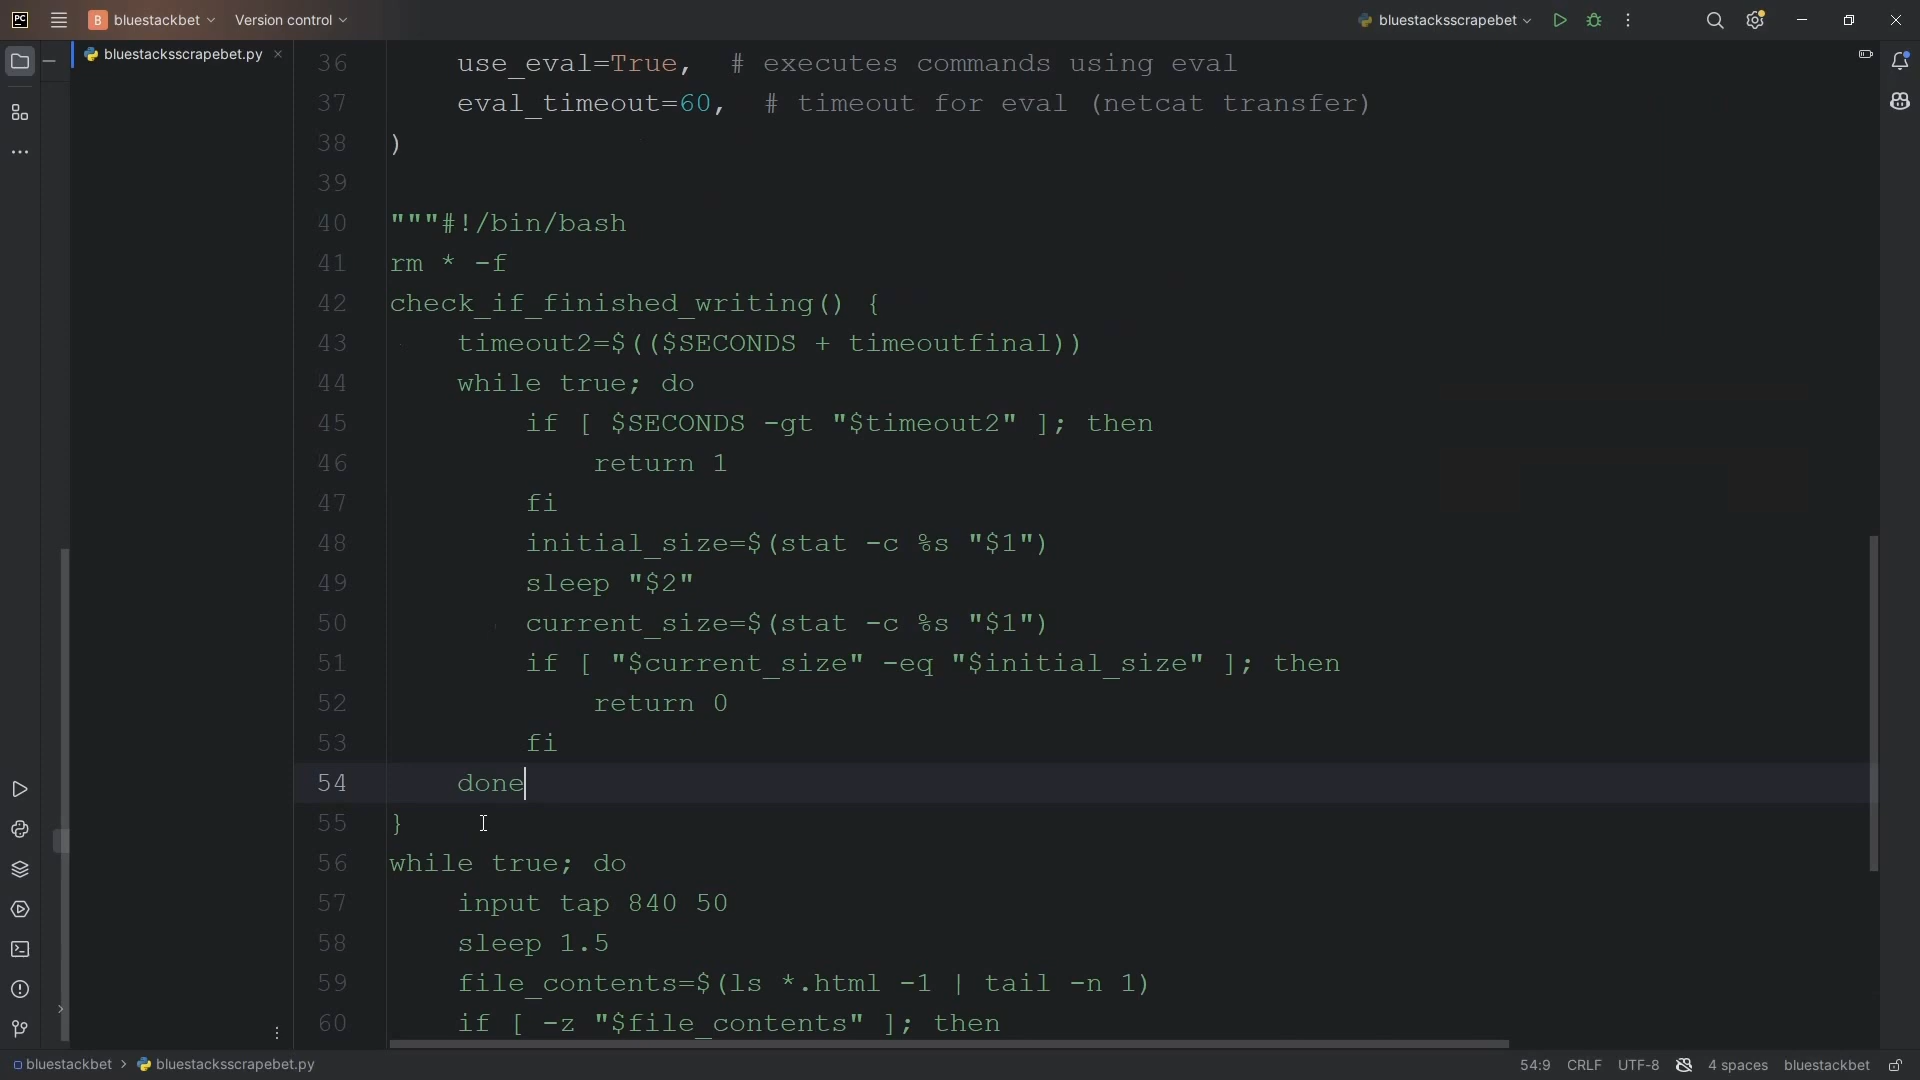 PC
B bluestackbet
Version control
bluestacksscrapebet
bluestacksscrapebet.py
36 use_eval=True,  # executes commands using eval
37 eval_timeout=60,  # timeout for eval (netcat transfer)
38 )
39
40 """#!/bin/bash
41 rm * -f
42 check_if_finished_writing() {
43 timeout2=$(($SECONDS + timeoutfinal))
44 while true; do
45 if [ $SECONDS -gt "$timeout2" ]; then
46 return 1
47 fi
48 initial_size=$(stat -c %s "$1")
49 sleep "$2"
50 current_size=$(stat -c %s "$1")
51 if [ "$current_size" -eq "$initial_size" ]; then
52 return 0
53 fi
54 done
55 }
56 while true; do
57 input tap 840 50
58 sleep 1.5
59 file_contents=$(ls *.html -1 | tail -n 1)
60 if [ -z "$file_contents" ]; then
bluestackbet > bluestacksscrapebet.py
54:9 CRLF UTF-8 4 spaces bluestackbet